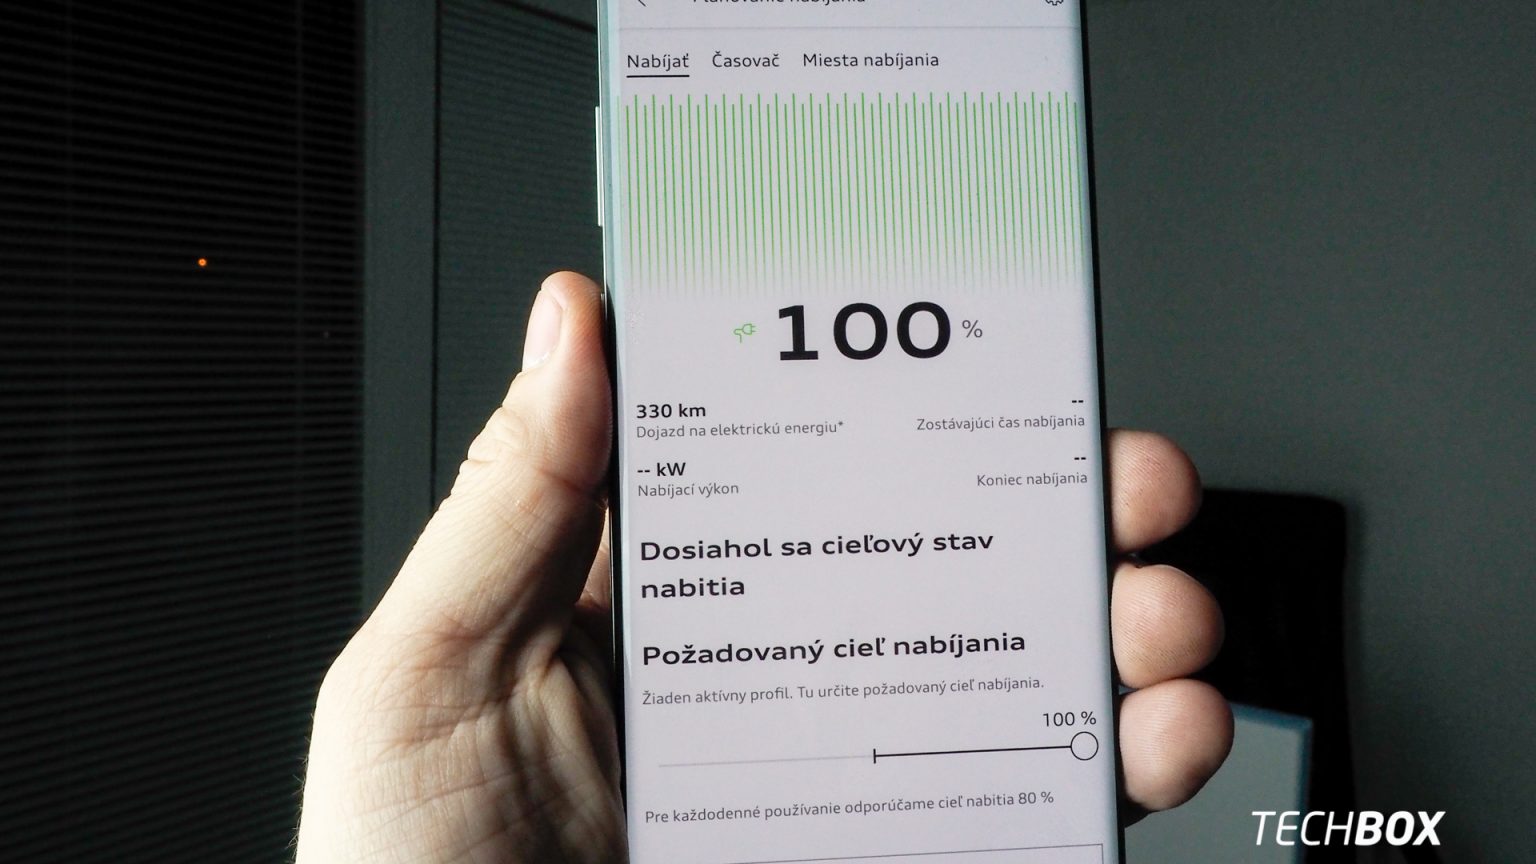 Plánovanie nabíjania
Nabíjať Časovač Miesta nabíjania
100 %
330 km
Dojazd na elektrickú energiu*
--
Zostávajúci čas nabíjania
-- kW
Nabíjací výkon
--
Koniec nabíjania
Dosiahol sa cieľový stav
nabitia
Požadovaný cieľ nabíjania
Žiaden aktívny profil. Tu určite požadovaný cieľ nabíjania.
100 %
Pre každodenné používanie odporúčame cieľ nabitia 80 %
TECHBOX